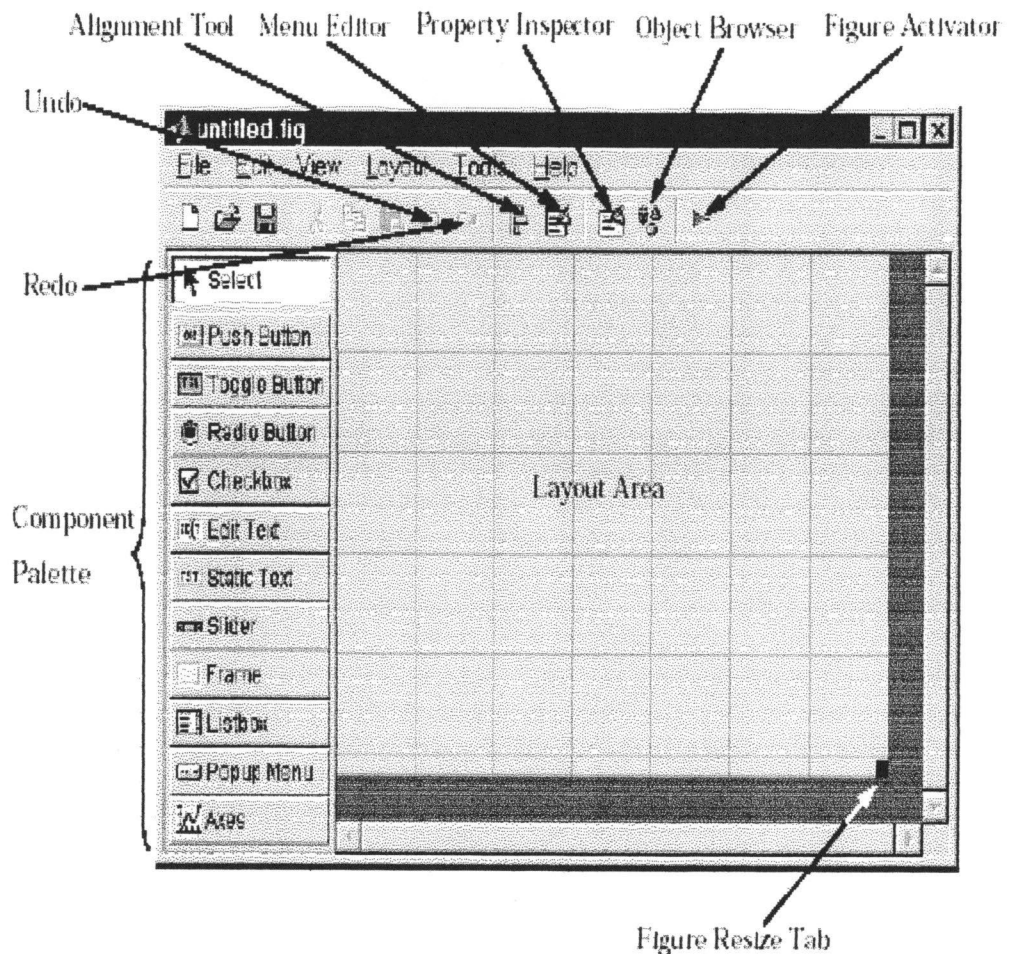 Alignment Tool Menu Editor Property Inspector Object Browser Figure Activator
Undo
untitled.fig
File Edit View Layout Tools Help
Redo
Select
Push Button
Toggle Button
Radio Button
Checkbox
Layout Area
Component
Palette
Edit Text
Static Text
Slider
Frame
Listbox
Popup Menu
Axes
Figure Resize Tab